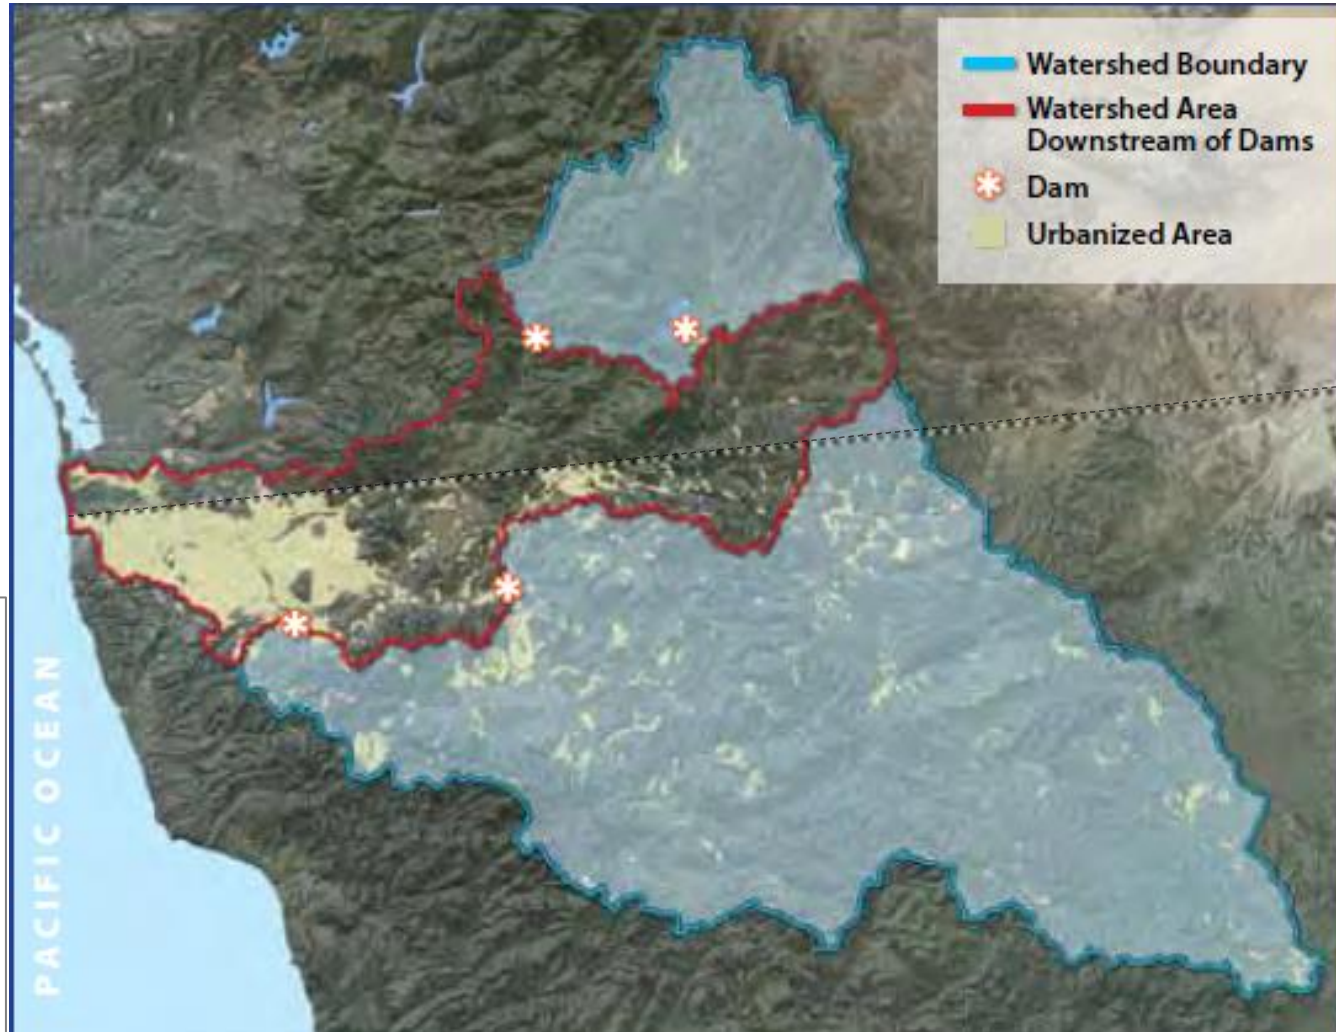 Watershed Boundary
Watershed Area
Downstream of Dams
Dam
Urbanized Area
PACIFIC OCEAN